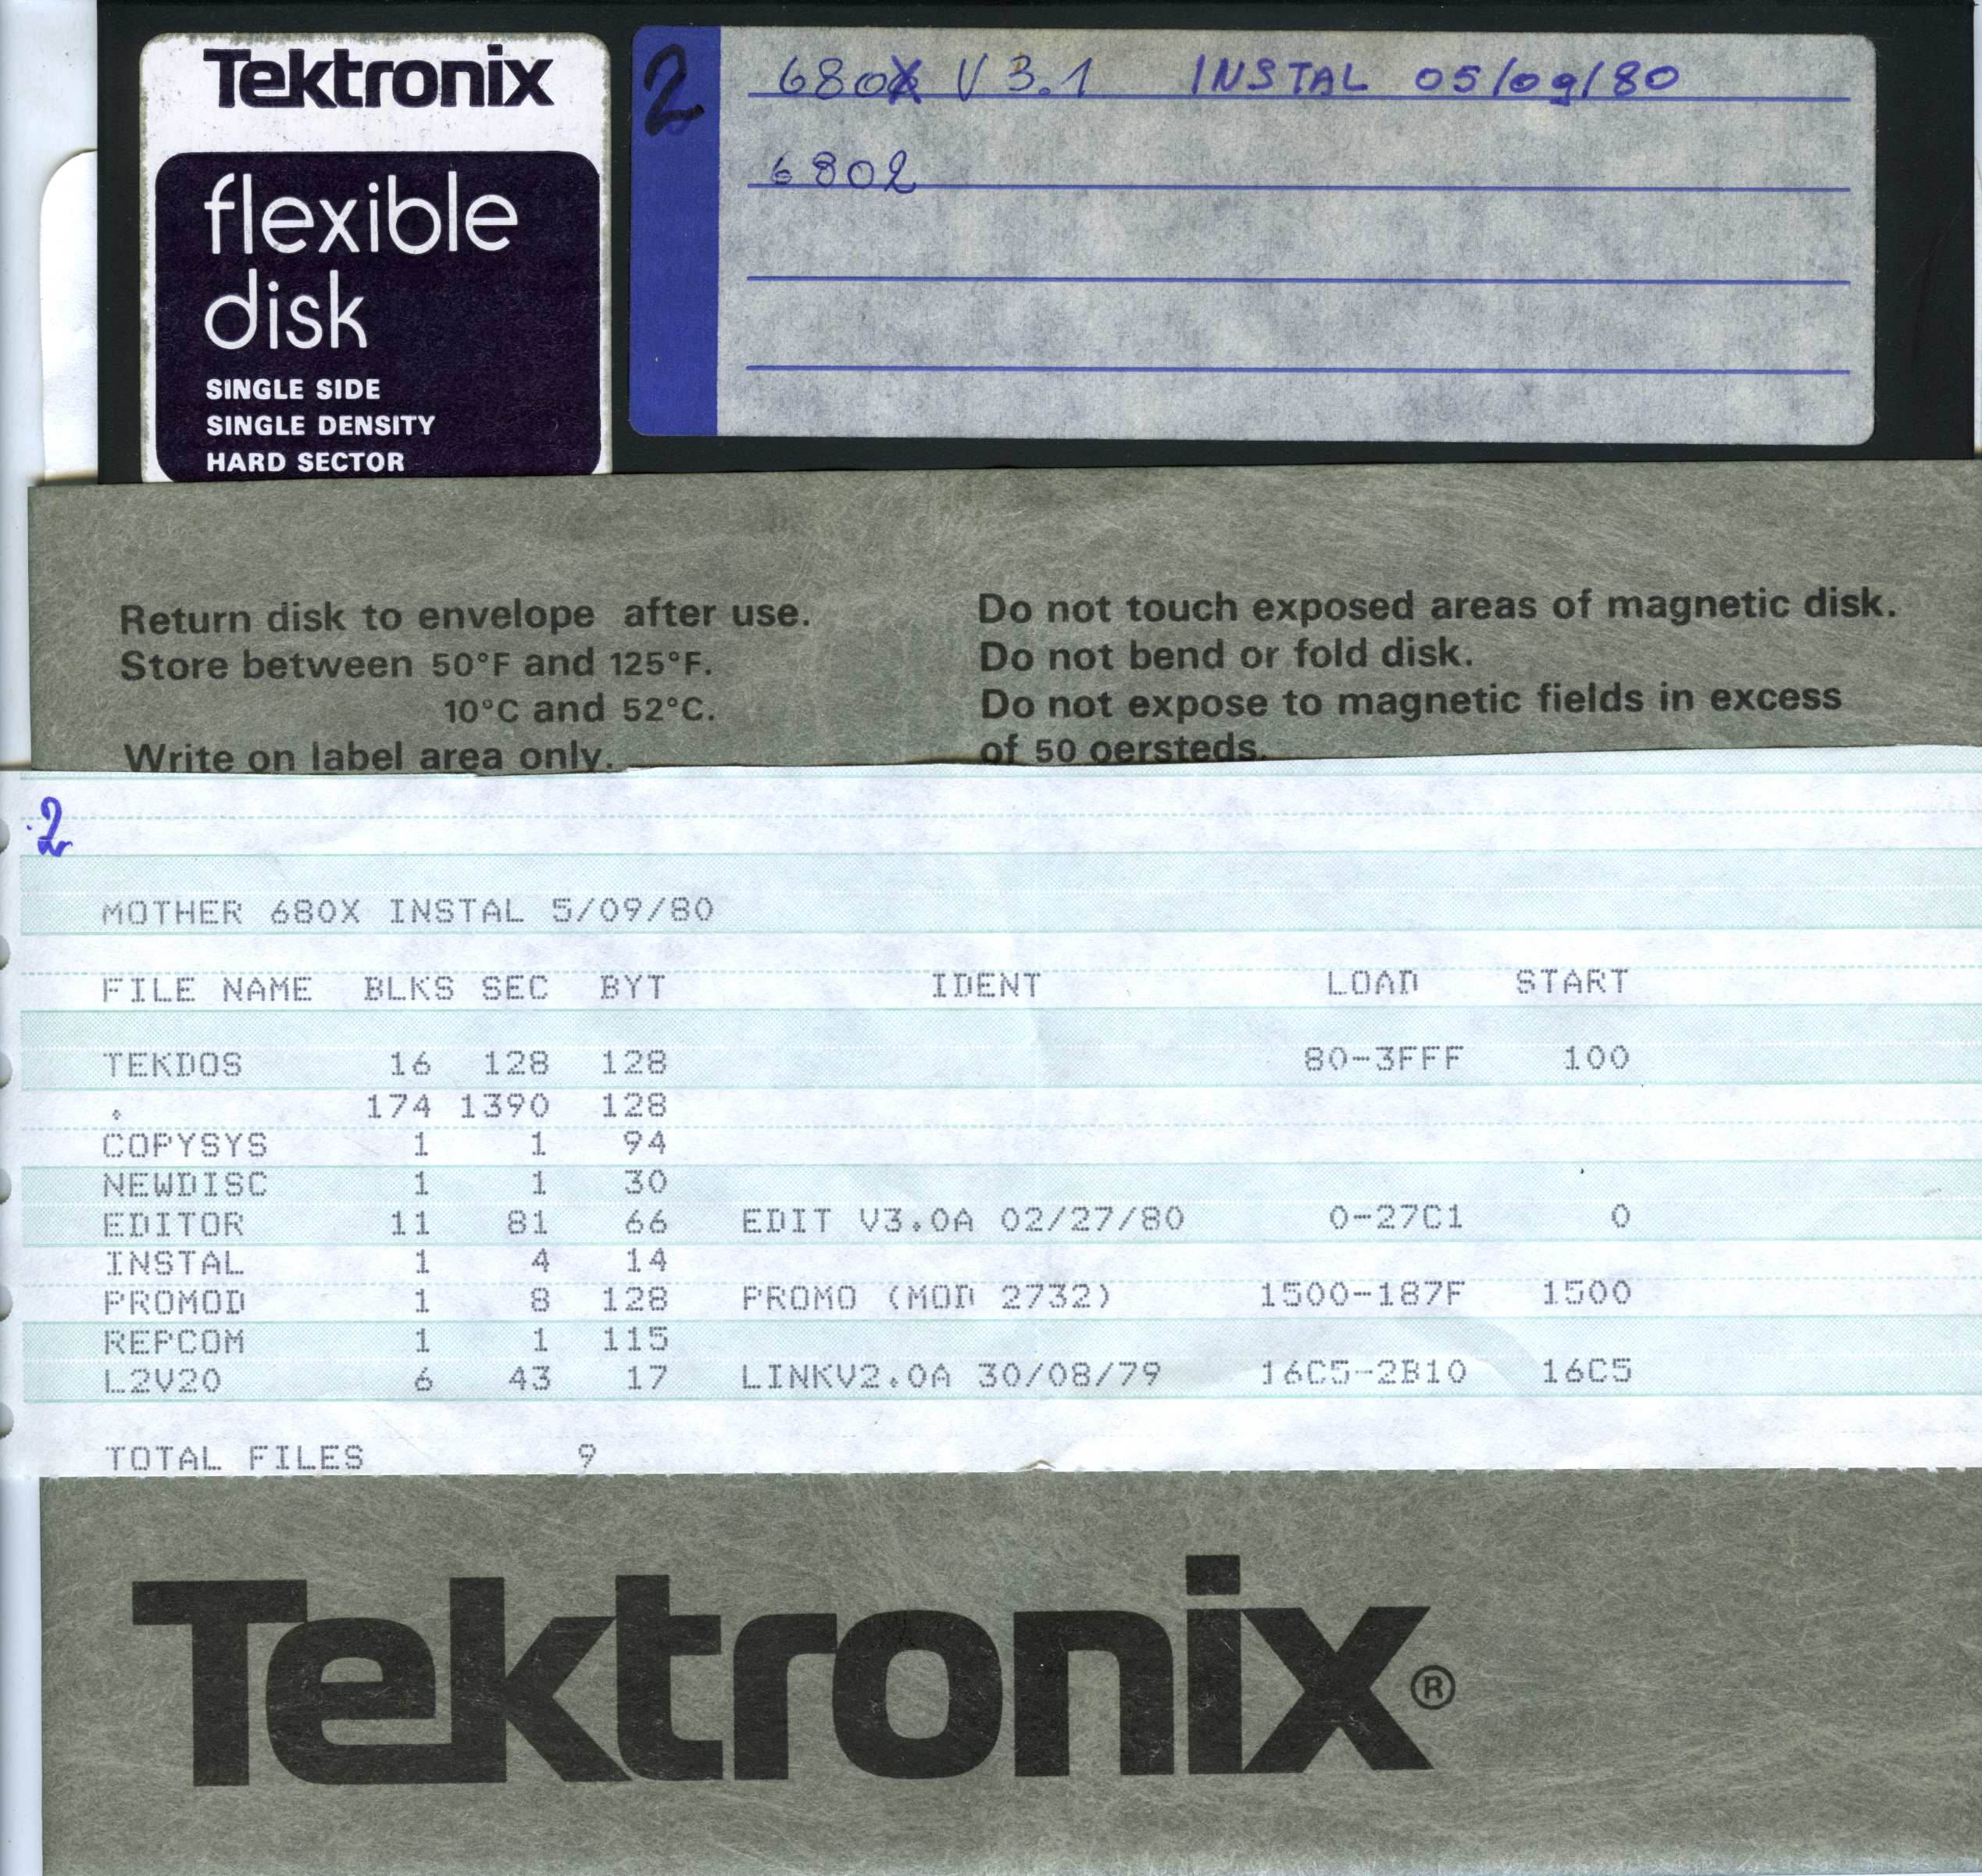 Tektronix
flexible
disk
SINGLE SIDE
SINGLE DENSITY
HARD SECTOR
2
680X V 3.1 INSTAL 05/09/80
6802
Return disk to envelope after use.
Store between 50°F and 125°F.
10°C and 52°C.
Write on label area only.
Do not touch exposed areas of magnetic disk.
Do not bend or fold disk.
Do not expose to magnetic fields in excess
of 50 oersteds.
2
MOTHER 680X INSTAL 5/09/80
FILE NAME BLKS SEC BYT IDENT LOAD START
TEKDOS 16 128 128 80-3FFF 100
. 174 1390 128
COPYSYS 1 1 94
NEWDISC 1 1 30
EDITOR 11 81 66 EDIT V3.0A 02/27/80 0-27C1 0
INSTAL 1 4 14
PROMOD 1 8 128 PROMO (MOD 2732) 1500-187F 1500
REPCOM 1 1 115
L2V20 6 43 17 LINKV2.0A 30/08/79 16C5-2B10 16C5
TOTAL FILES 9
Tektronix®